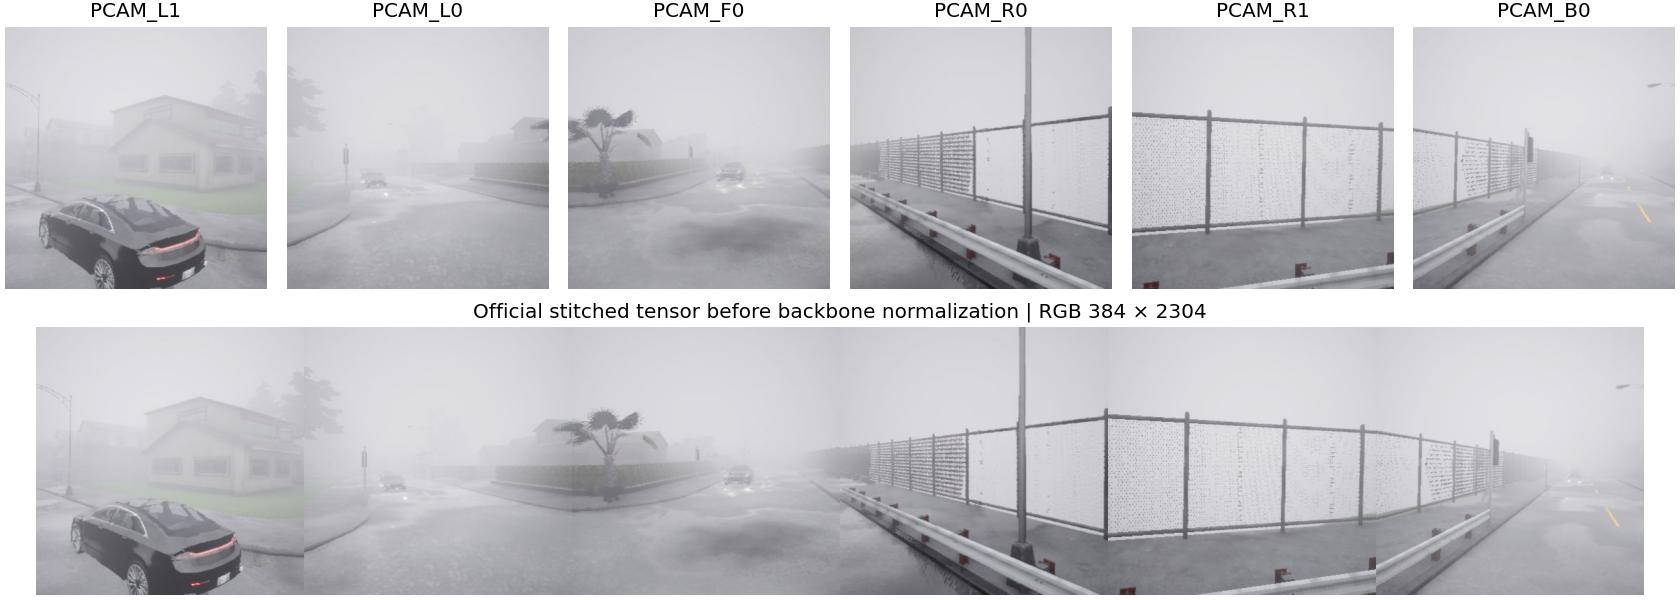 PCAM_L1 PCAM_L0 PCAM_F0 PCAM_R0 PCAM_R1 PCAM_B0
Official stitched tensor before backbone normalization | RGB 384 × 2304